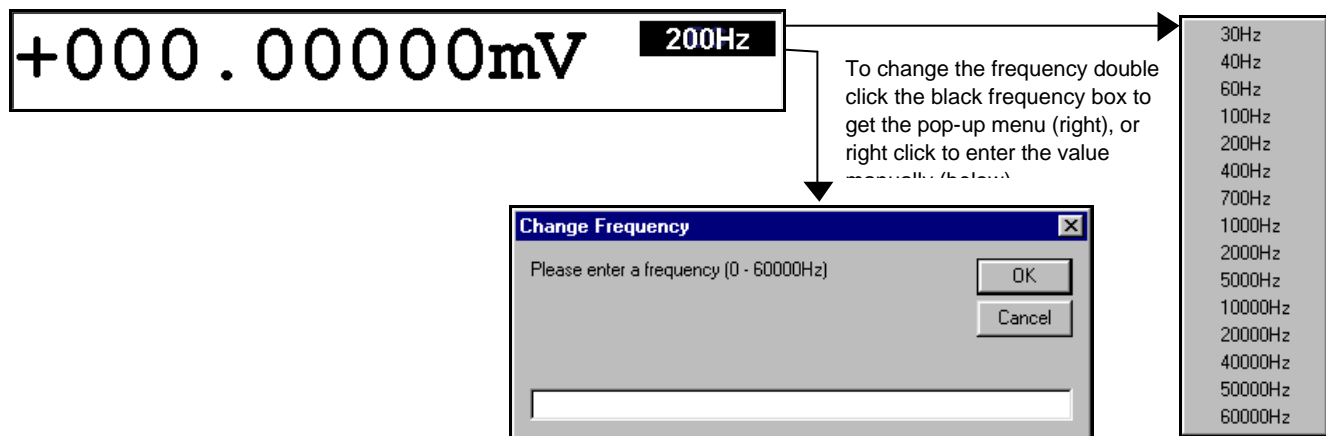 +000.00000mV
200Hz
To change the frequency double
click the black frequency box to
get the pop-up menu (right), or
right click to enter the value
manually (below)
Change Frequency
Please enter a frequency (0 - 60000Hz)
OK
Cancel
30Hz
40Hz
60Hz
100Hz
200Hz
400Hz
700Hz
1000Hz
2000Hz
5000Hz
10000Hz
20000Hz
40000Hz
50000Hz
60000Hz